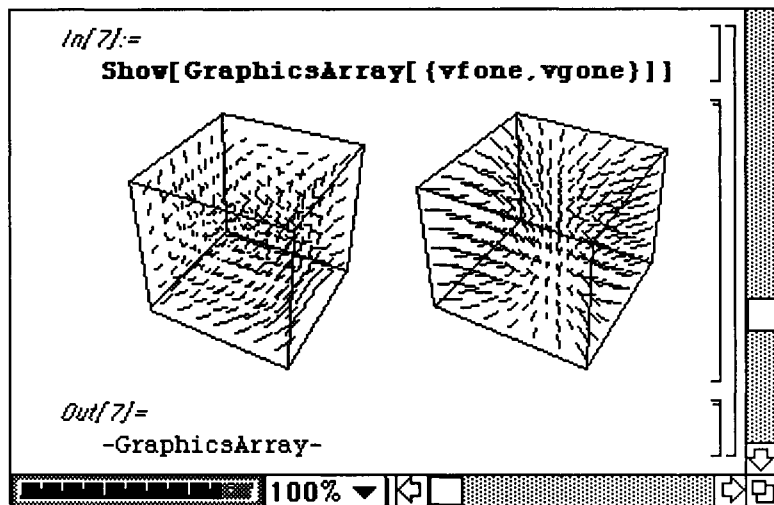 In[7]:=
Show[GraphicsArray[{vfone,vgone}]]
Out[7]=
-GraphicsArray-
100%